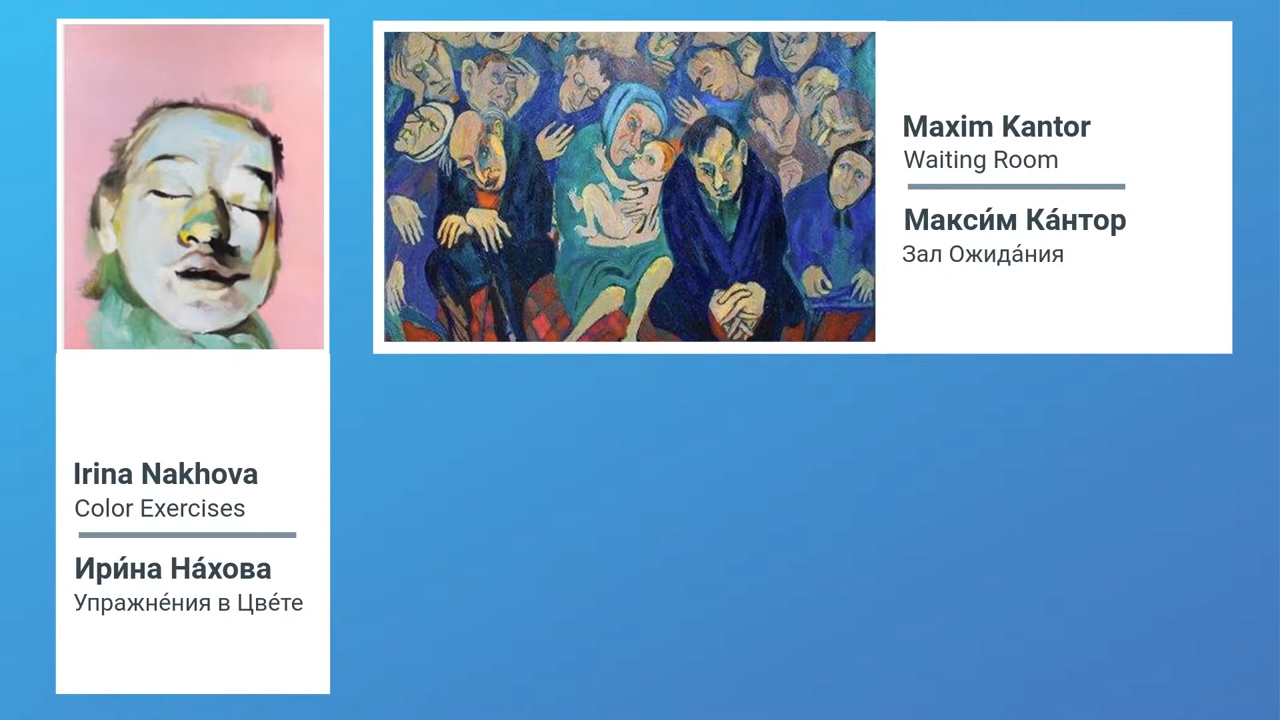 Irina Nakhova
Color Exercises
Ири́на На́хова
Упражне́ния в Цве́те
Maxim Kantor
Waiting Room
Макси́м Ка́нтор
Зал Ожида́ния